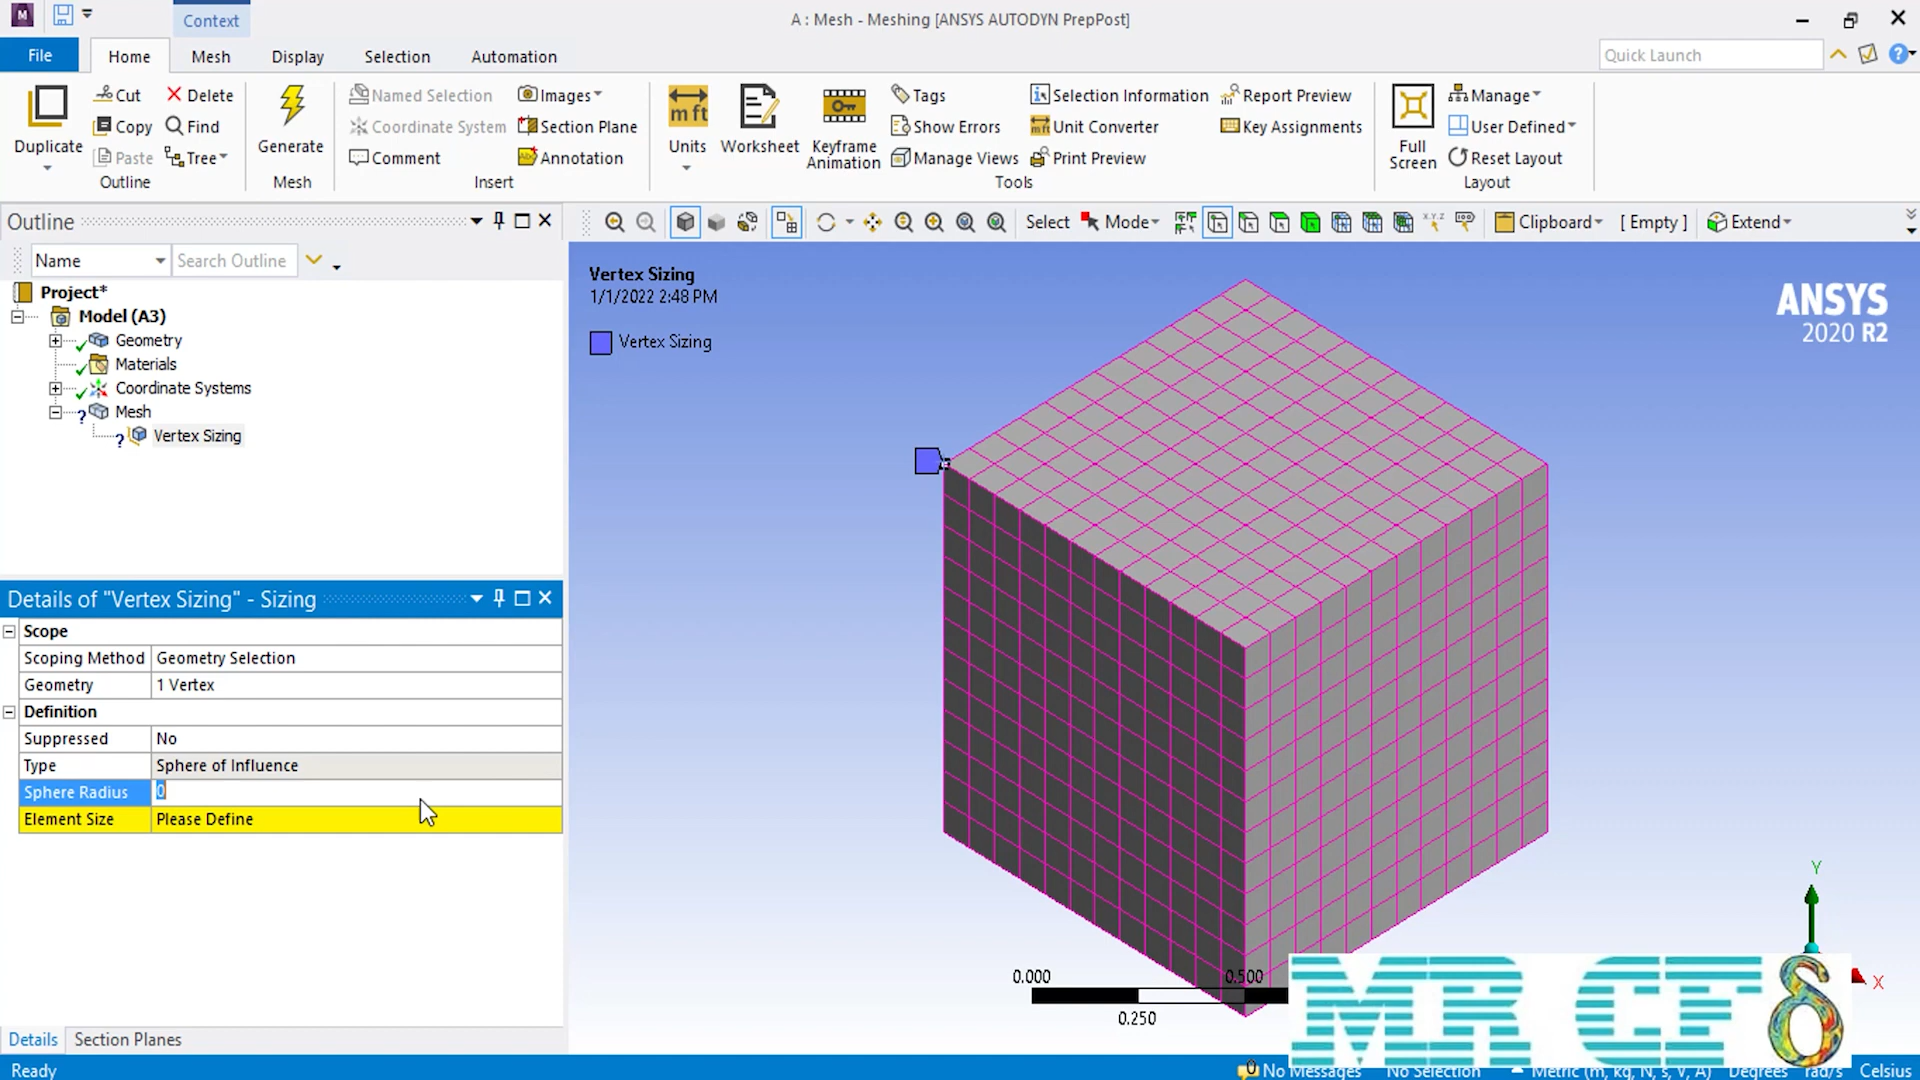 M
Context
A : Mesh - Meshing [ANSYS AUTODYN PrepPost]
File
Home
Mesh
Display
Selection
Automation
Quick Launch
Duplicate
Cut
Copy
Paste
Delete
Find
Tree
Outline
Generate
Mesh
Named Selection
Coordinate System
Comment
Images
Section Plane
Annotation
Insert
mft
Units
Worksheet
Keyframe
Animation
Tags
Show Errors
Manage Views
Selection Information
Unit Converter
Print Preview
Report Preview
Key Assignments
Tools
Full
Screen
Manage
User Defined
Reset Layout
Layout
Outline
Name
Search Outline
Select
Mode
Clipboard
[ Empty ]
Extend
Project*
Model (A3)
Geometry
Materials
Coordinate Systems
Mesh
Vertex Sizing
Vertex Sizing
1/1/2022 2:48 PM
Vertex Sizing
ANSYS
2020 R2
Details of "Vertex Sizing" - Sizing
Scope
Scoping Method Geometry Selection
Geometry 1 Vertex
Definition
Suppressed No
Type Sphere of Influence
Sphere Radius 0
Element Size Please Define
0.000 0.500
0.250
Y
X
MR CFD
Details Section Planes
Ready
0 No Messages No Selection Metric (m, kg, N, s, V, A) Degrees rad/s Celsius